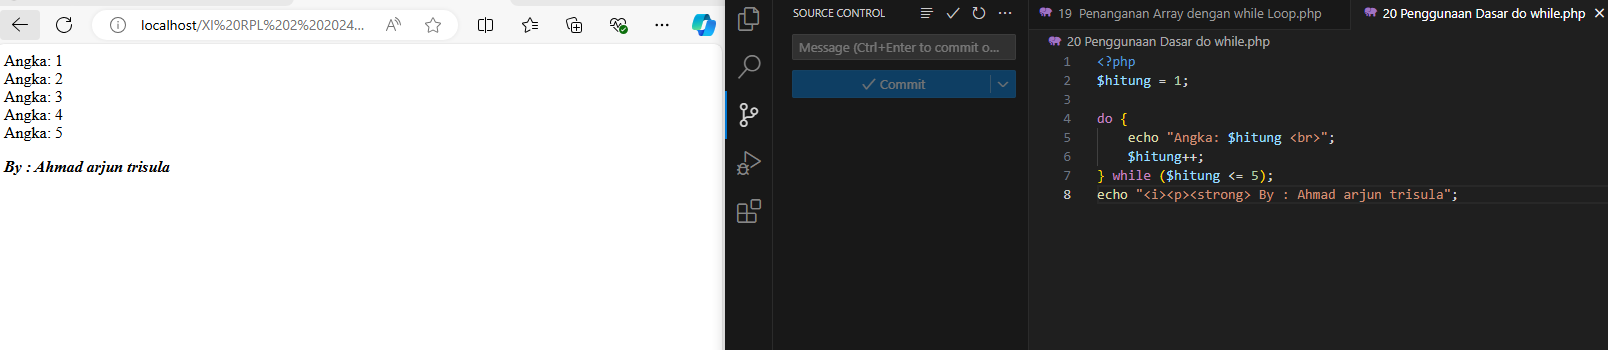 localhost/XI%20RPL%202%202024...
Angka: 1
Angka: 2
Angka: 3
Angka: 4
Angka: 5
By : Ahmad arjun trisula
SOURCE CONTROL
Message (Ctrl+Enter to commit o...
Commit
19 Penanganan Array dengan while Loop.php
20 Penggunaan Dasar do while.php
20 Penggunaan Dasar do while.php
1 <?php
2 $hitung = 1;
3
4 do {
5     echo "Angka: $hitung <br>";
6     $hitung++;
7 } while ($hitung <= 5);
8 echo "<i><p><strong> By : Ahmad arjun trisula";